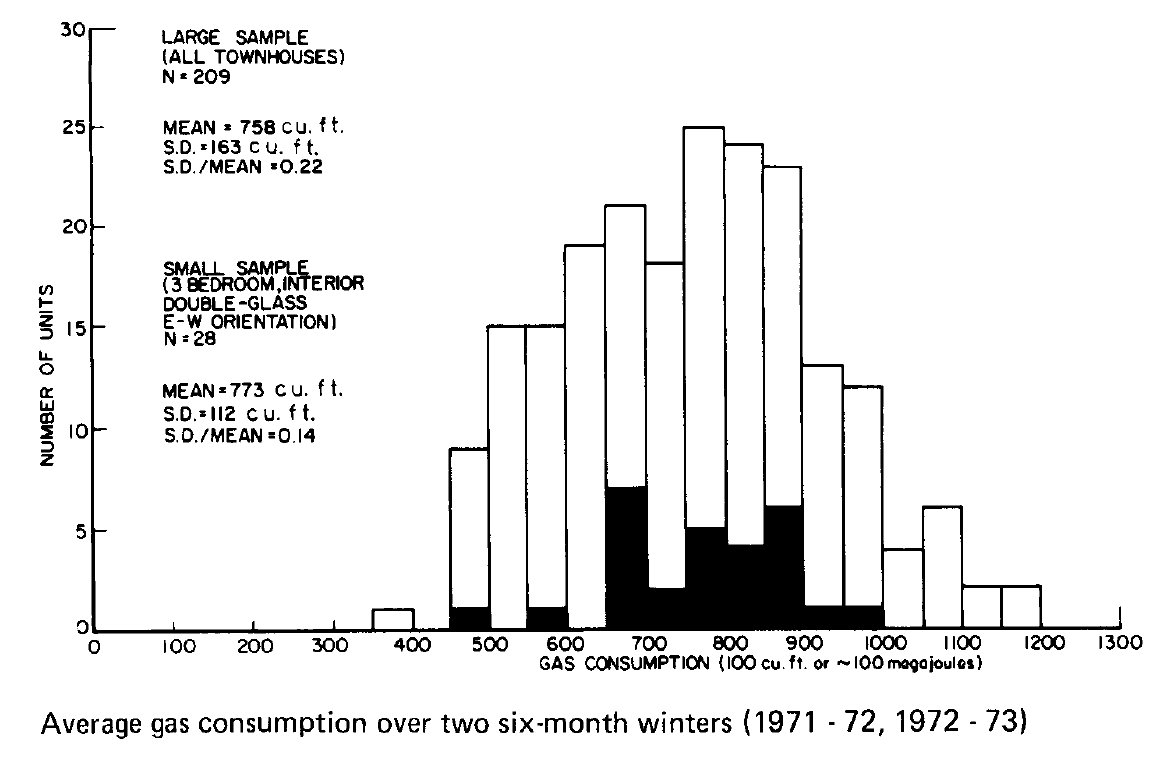 30
LARGE SAMPLE
(ALL TOWNHOUSES)
N = 209
25
MEAN = 758 cu. ft.
S.D. = 163 cu. ft.
S.D./MEAN = 0.22
20
SMALL SAMPLE
(3 BEDROOM, INTERIOR
DOUBLE-GLASS
E-W ORIENTATION)
N = 28
15
MEAN = 773 cu. ft.
S.D. = 112 cu. ft.
S.D./MEAN = 0.14
10
5
0
NUMBER OF UNITS
0 100 200 300 400 500 600 700 800 900 1000 1100 1200 1300
GAS CONSUMPTION (100 cu. ft. or ~100 megajoules)
Average gas consumption over two six-month winters (1971 - 72, 1972 - 73)